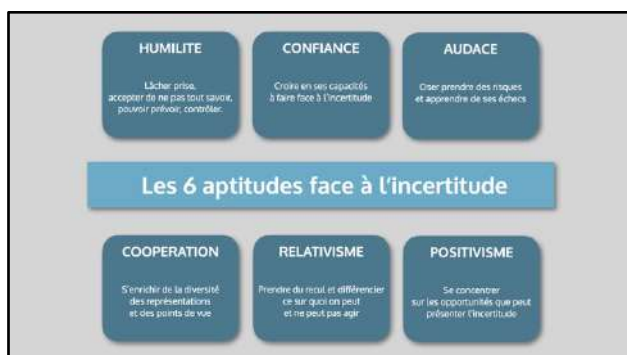 HUMILITE
Lâcher prise,
accepter de ne pas tout savoir,
pouvoir prévoir, contrôler.
CONFIANCE
Croire en ses capacités
à faire face à l'incertitude
AUDACE
Oser prendre des risques
et apprendre de ses échecs
Les 6 aptitudes face à l'incertitude
COOPERATION
S'enrichir de la diversité
des représentations
et des points de vue
RELATIVISME
Prendre du recul et différencier
ce sur quoi on peut
et ne peut pas agir
POSITIVISME
Se concentrer
sur les opportunités que peut
présenter l'incertitude